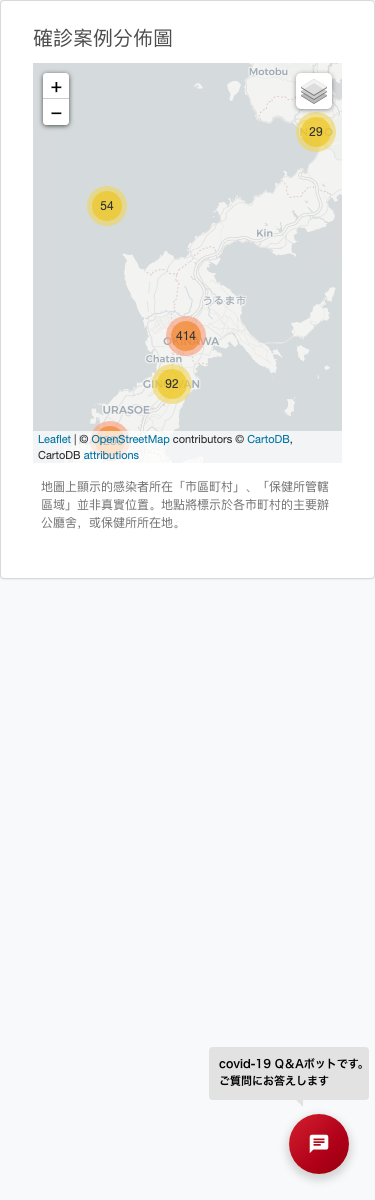 確診案例分佈圖
Motobu
+
−
29
54
Kin
うるま市
414
Chatan
92
URASOE
Leaflet | © OpenStreetMap contributors © CartoDB,
CartoDB attributions
地圖上顯示的感染者所在「市區町村」、「保健所管轄
區域」並非真實位置。地點將標示於各市町村的主要辦
公廳舍，或保健所所在地。
covid-19 Q&Aボットです。
ご質問にお答えします